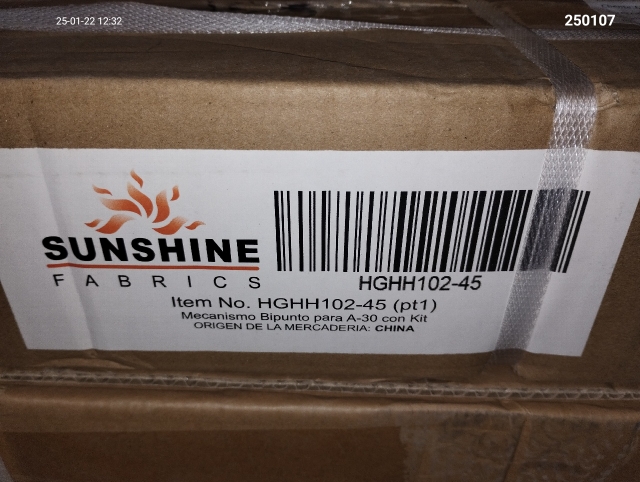 25-01-22 12:32
250107
SUNSHINE
FABRICS
HGHH102-45
Item No. HGHH102-45 (pt1)
Mecanismo Bipunto para A-30 con Kit
ORIGEN DE LA MERCADERIA: CHINA